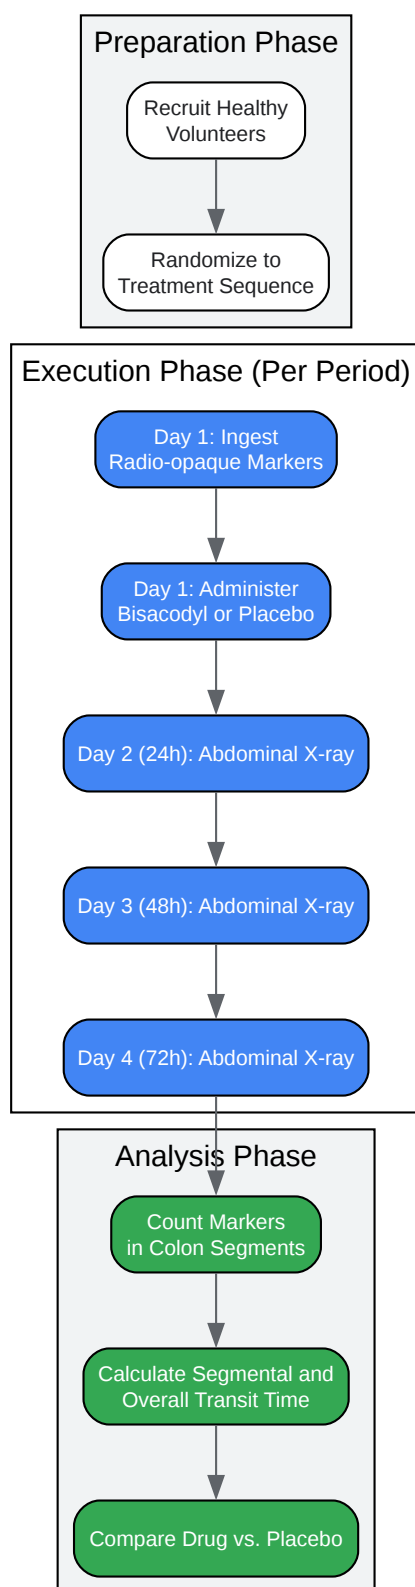 Preparation Phase
Recruit Healthy
Volunteers
Randomize to
Treatment Sequence
Execution Phase (Per Period)
Day 1: Ingest
Radio-opaque Markers
Day 1: Administer
Bisacodyl or Placebo
Day 2 (24h): Abdominal X-ray
Day 3 (48h): Abdominal X-ray
Day 4 (72h): Abdominal X-ray
Analysis Phase
Count Markers
in Colon Segments
Calculate Segmental and
Overall Transit Time
Compare Drug vs. Placebo